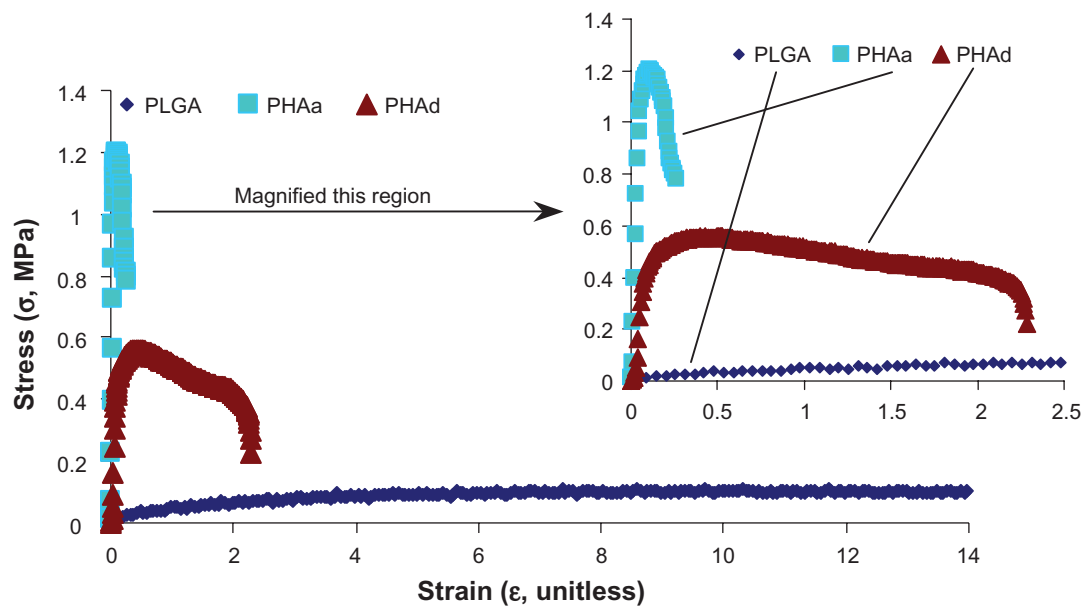 PLGA PHAa PHAd
1.4
1.2
1
0.8
0.6
0.4
0.2
0
0 2 4 6 8 10 12 14
Stress (σ, MPa)
Strain (ε, unitless)
Magnified this region
PLGA PHAa PHAd
1.4
1.2
1
0.8
0.6
0.4
0.2
0
0 0.5 1 1.5 2 2.5